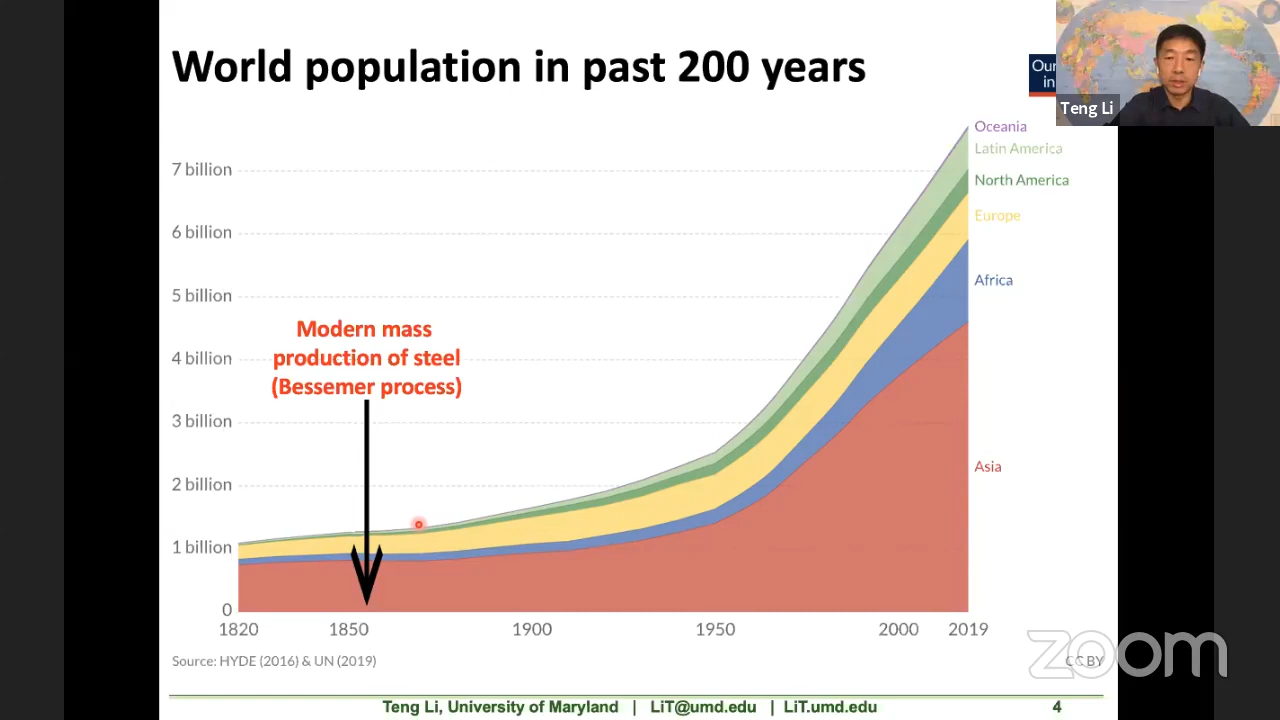 World population in past 200 years
Our
in
Teng Li
Oceania
Latin America
North America
Europe
Africa
Asia
7 billion
6 billion
5 billion
4 billion
3 billion
2 billion
1 billion
0
Modern mass
production of steel
(Bessemer process)
1820 1850 1900 1950 2000 2019
Source: HYDE (2016) & UN (2019)
CC BY
zoom
Teng Li, University of Maryland | LiT@umd.edu | LiT.umd.edu
4